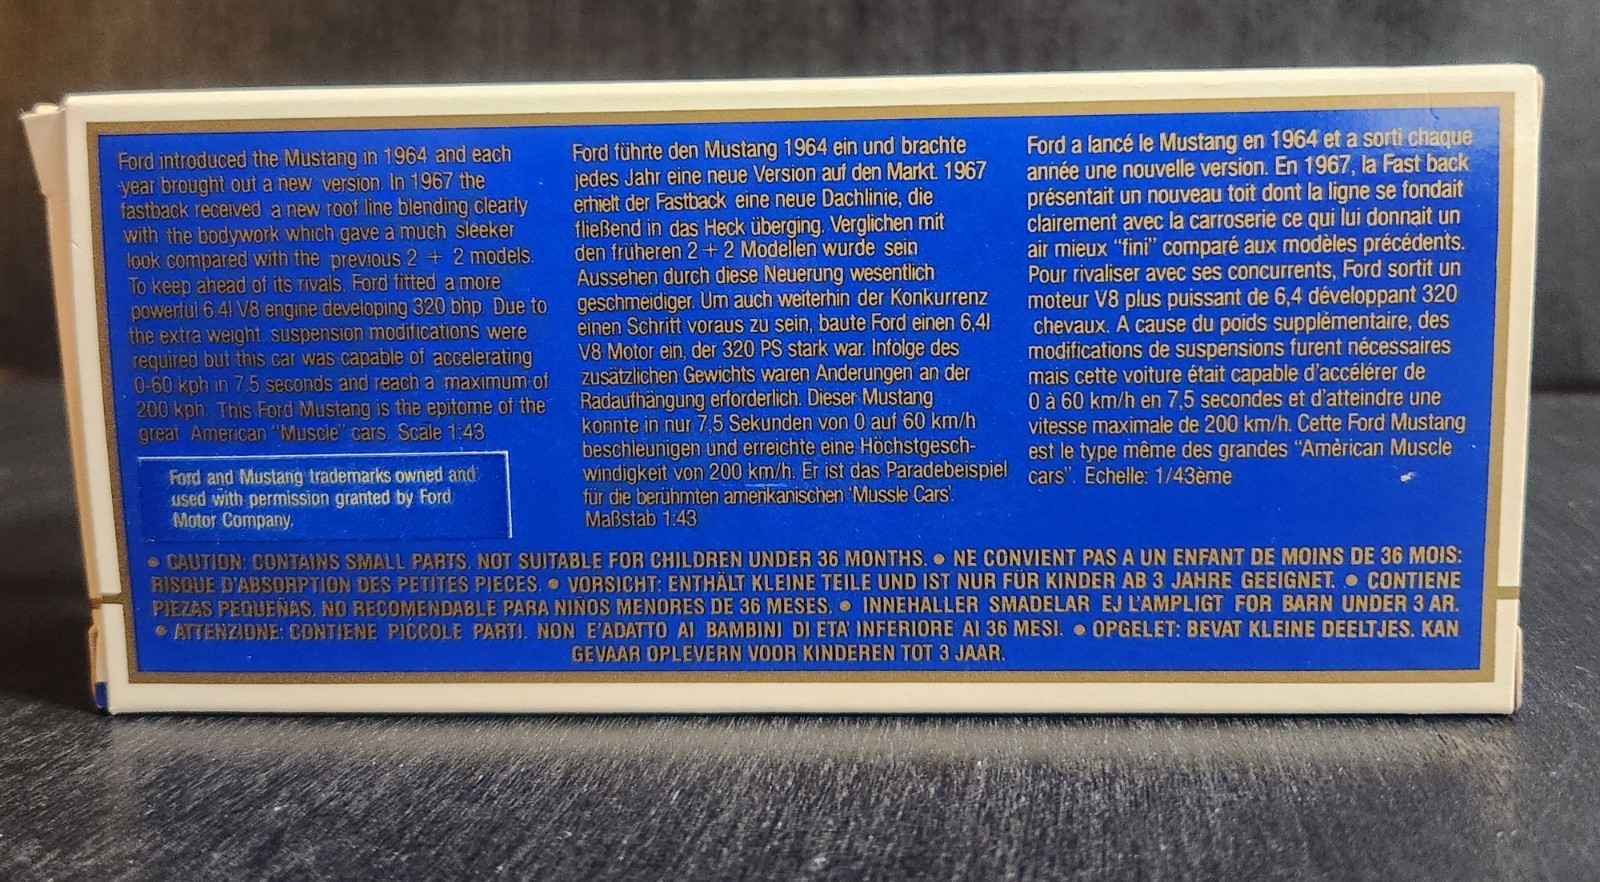 Ford introduced the Mustang in 1964 and each
year brought out a new version. In 1967 the
fastback received a new roof line blending clearly
with the bodywork which gave a much sleeker
look compared with the previous 2 + 2 models.
To keep ahead of its rivals, Ford fitted a more
powerful 6.4l V8 engine developing 320 bhp. Due to
the extra weight, suspension modifications were
required but this car was capable of accelerating
0-60 kph in 7.5 seconds and reach a maximum of
200 kph. This Ford Mustang is the epitome of the
great American "Muscle" cars. Scale 1:43
Ford and Mustang trademarks owned and
used with permission granted by Ford
Motor Company.
Ford führte den Mustang 1964 ein und brachte
jedes Jahr eine neue Version auf den Markt. 1967
erhielt der Fastback eine neue Dachlinie, die
fließend in das Heck überging. Verglichen mit
den früheren 2 + 2 Modellen wurde sein
Aussehen durch diese Neuerung wesentlich
geschmeidiger. Um auch weiterhin der Konkurrenz
einen Schritt voraus zu sein, baute Ford einen 6,4l
V8 Motor ein, der 320 PS stark war. Infolge des
zusätzlichen Gewichts waren Änderungen an der
Radaufhängung erforderlich. Dieser Mustang
konnte in nur 7,5 Sekunden von 0 auf 60 km/h
beschleunigen und erreichte eine Höchstgesch-
windigkeit von 200 km/h. Er ist das Paradebeispiel
für die berühmten amerikanischen 'Mussle Cars'.
Maßstab 1:43
Ford a lancé le Mustang en 1964 et a sorti chaque
année une nouvelle version. En 1967, la Fast back
présentait un nouveau toit dont la ligne se fondait
clairement avec la carroserie ce qui lui donnait un
air mieux "fini" comparé aux modèles précédents.
Pour rivaliser avec ses concurrents, Ford sortit un
moteur V8 plus puissant de 6,4 développant 320
chevaux. A cause du poids supplémentaire, des
modifications de suspensions furent nécessaires
mais cette voiture était capable d'accélérer de
0 à 60 km/h en 7,5 secondes et d'atteindre une
vitesse maximale de 200 km/h. Cette Ford Mustang
est le type même des grandes "Amèrican Muscle
cars". Echelle: 1/43ème
• CAUTION: CONTAINS SMALL PARTS. NOT SUITABLE FOR CHILDREN UNDER 36 MONTHS. • NE CONVIENT PAS A UN ENFANT DE MOINS DE 36 MOIS:
RISQUE D'ABSORPTION DES PETITES PIECES. • VORSICHT: ENTHÄLT KLEINE TEILE UND IST NUR FÜR KINDER AB 3 JAHRE GEEIGNET. • CONTIENE
PIEZAS PEQUEÑAS. NO RECOMENDABLE PARA NIÑOS MENORES DE 36 MESES. • INNEHALLER SMADELAR EJ L'AMPLIGT FOR BARN UNDER 3 AR.
• ATTENZIONE: CONTIENE PICCOLE PARTI. NON E'ADATTO AI BAMBINI DI ETA' INFERIORE AI 36 MESI. • OPGELET: BEVAT KLEINE DEELTJES. KAN
GEVAAR OPLEVERN VOOR KINDEREN TOT 3 JAAR.